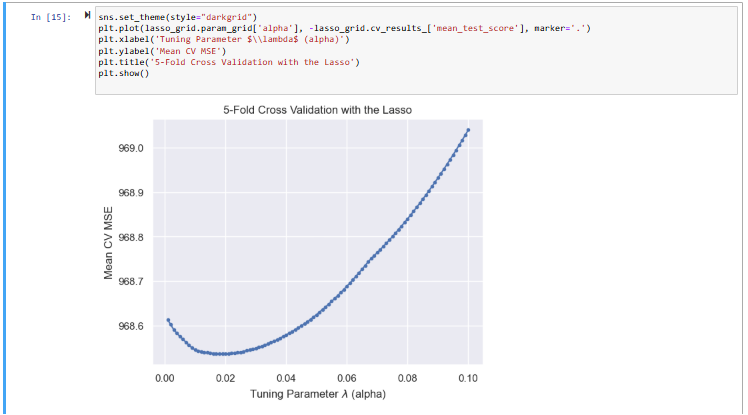 In [15]:
sns.set_theme(style="darkgrid")
plt.plot(lasso_grid.param_grid['alpha'], -lasso_grid.cv_results_['mean_test_score'], marker='.')
plt.xlabel('Tuning Parameter $\\lambda$ (alpha)')
plt.ylabel('Mean CV MSE')
plt.title('5-Fold Cross Validation with the Lasso')
plt.show()
5-Fold Cross Validation with the Lasso
Mean CV MSE
969.0
968.9
968.8
968.7
968.6
0.00 0.02 0.04 0.06 0.08 0.10
Tuning Parameter λ (alpha)